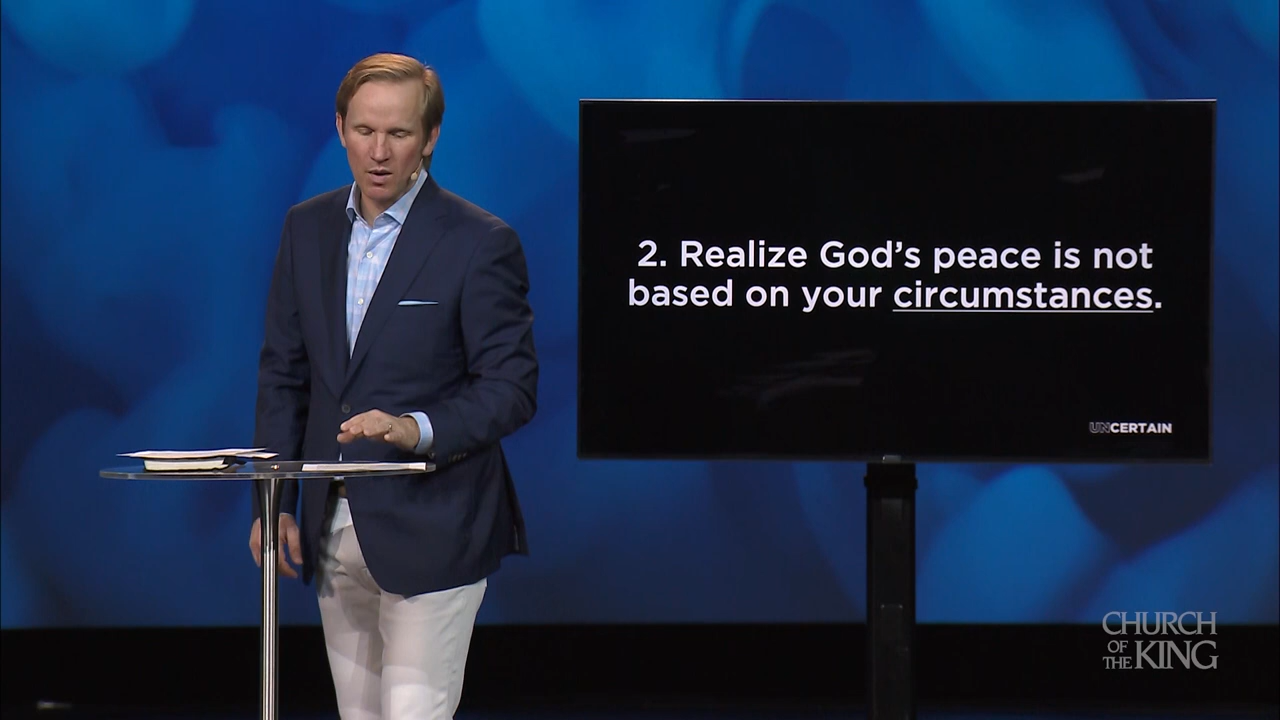 2. Realize God's peace is not
based on your circumstances.
UNCERTAIN
CHURCH
OF
THE KING